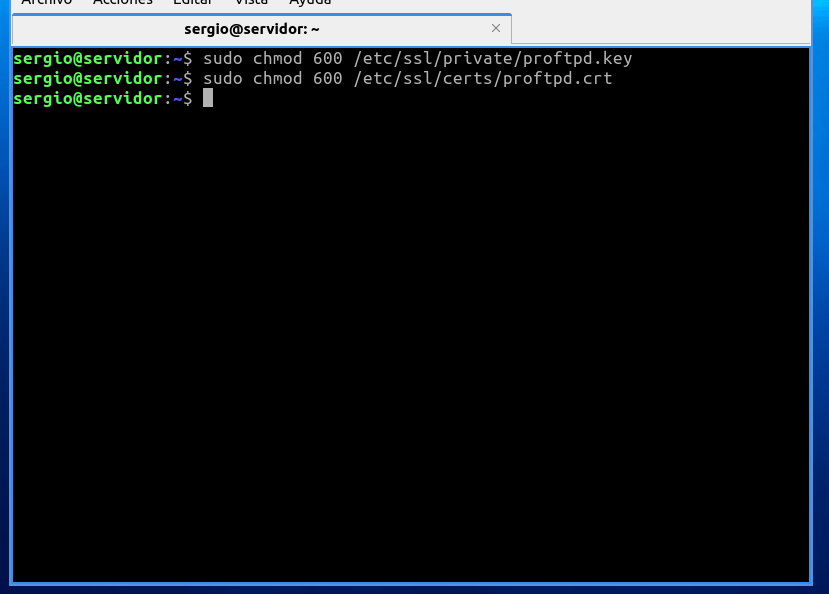 Archivo Acciones Editar Vista Ayuda
sergio@servidor: ~
sergio@servidor:~$ sudo chmod 600 /etc/ssl/private/proftpd.key
sergio@servidor:~$ sudo chmod 600 /etc/ssl/certs/proftpd.crt
sergio@servidor:~$